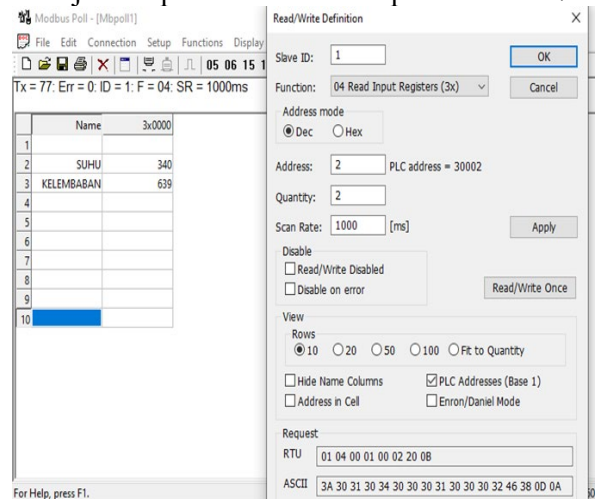 Modbus Poll - [Mbpoll1]
File Edit Connection Setup Functions Display
05 06 15
Tx = 77: Err = 0: ID = 1: F = 04: SR = 1000ms
Name 3x0000
1
2 SUHU 340
3 KELEMBABAN 639
4
5
6
7
8
9
10
For Help, press F1.
Read/Write Definition X
Slave ID: 1 OK
Function: 04 Read Input Registers (3x) Cancel
Address mode
Dec Hex
Address: 2 PLC address = 30002
Quantity: 2
Scan Rate: 1000 [ms] Apply
Disable
Read/Write Disabled
Disable on error Read/Write Once
View
Rows
10 20 50 100 Fit to Quantity
Hide Name Columns PLC Addresses (Base 1)
Address in Cell Enron/Daniel Mode
Request
RTU 01 04 00 01 00 02 20 0B
ASCII 3A 30 31 30 34 30 30 30 31 30 30 30 32 46 38 0D 0A